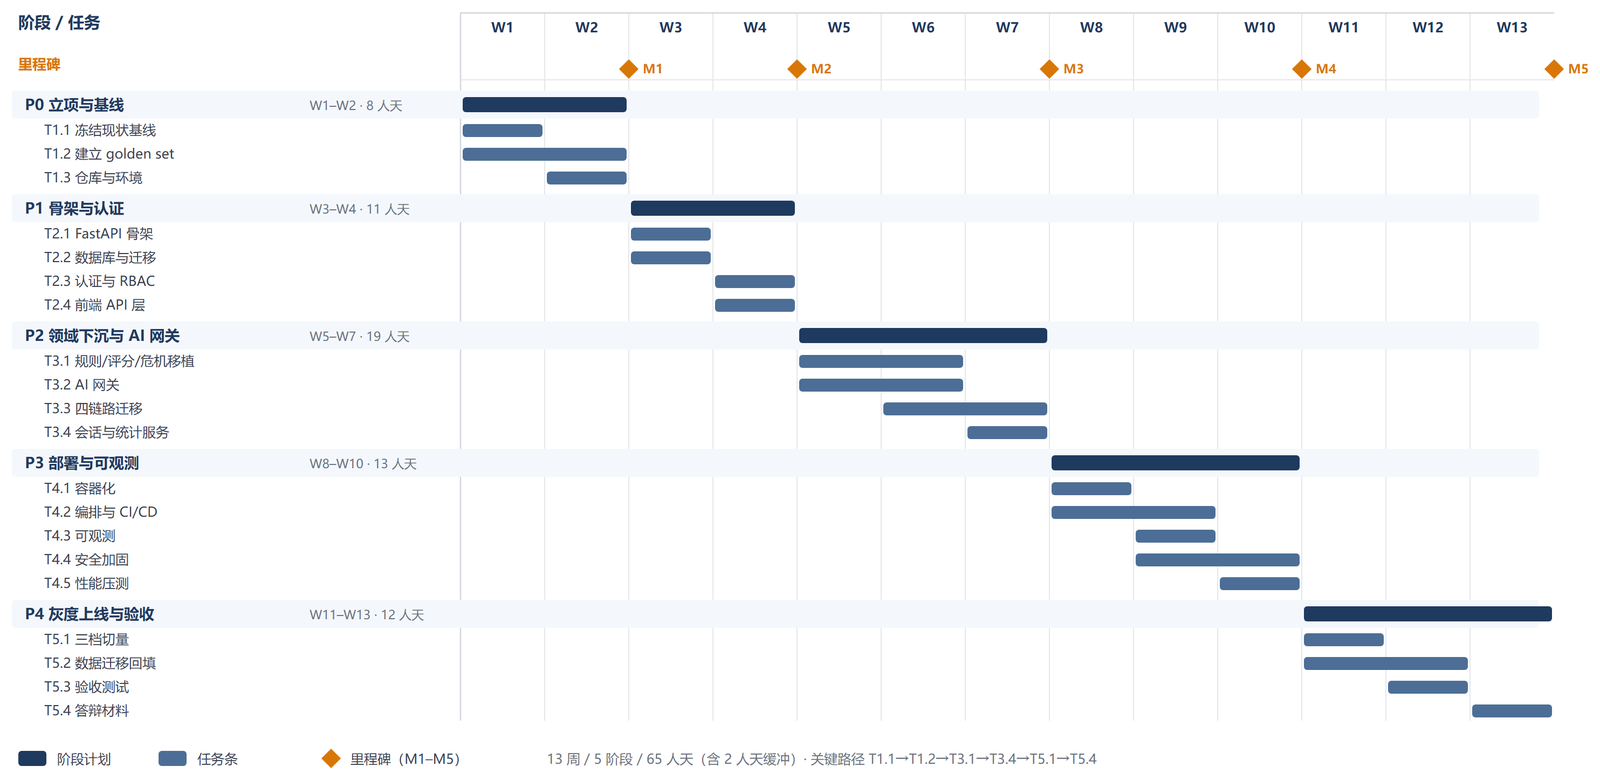 阶段 / 任务
W1 W2 W3 W4 W5 W6 W7 W8 W9 W10 W11 W12 W13
里程碑 M1 M2 M3 M4 M5
P0 立项与基线 W1–W2 · 8 人天
T1.1 冻结现状基线
T1.2 建立 golden set
T1.3 仓库与环境
P1 骨架与认证 W3–W4 · 11 人天
T2.1 FastAPI 骨架
T2.2 数据库与迁移
T2.3 认证与 RBAC
T2.4 前端 API 层
P2 领域下沉与 AI 网关 W5–W7 · 19 人天
T3.1 规则/评分/危机移植
T3.2 AI 网关
T3.3 四链路迁移
T3.4 会话与统计服务
P3 部署与可观测 W8–W10 · 13 人天
T4.1 容器化
T4.2 编排与 CI/CD
T4.3 可观测
T4.4 安全加固
T4.5 性能压测
P4 灰度上线与验收 W11–W13 · 12 人天
T5.1 三档切量
T5.2 数据迁移回填
T5.3 验收测试
T5.4 答辩材料
阶段计划 任务条 里程碑（M1–M5） 13 周 / 5 阶段 / 65 人天（含 2 人天缓冲）· 关键路径 T1.1→T1.2→T3.1→T3.4→T5.1→T5.4